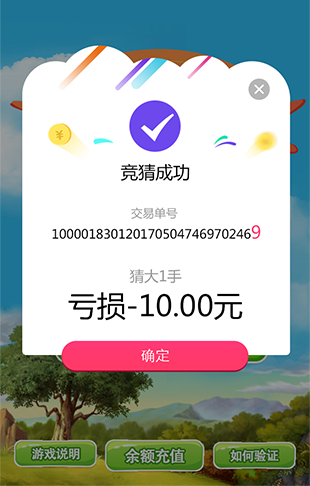 ¥
竞猜成功
交易单号
1000018301201705047469702469
猜大1手
亏损-10.00元
确定
游戏说明
余额充值
如何验证